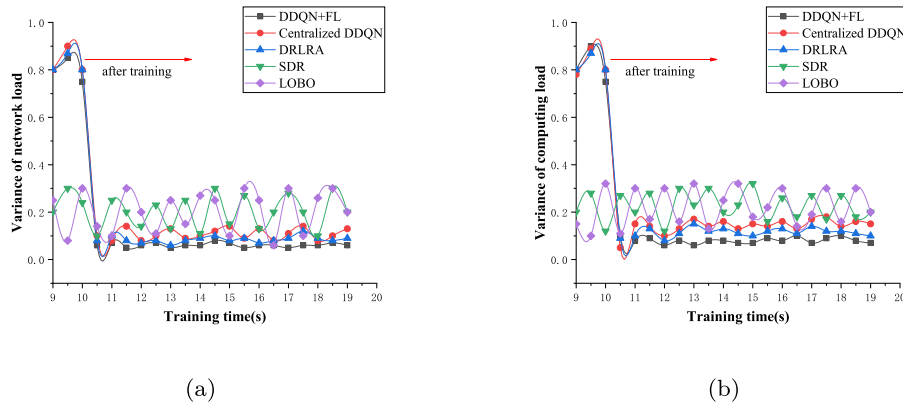 DDQN+FL
Centralized DDQN
DRLRA
SDR
LOBO
after training
Variance of network load
1.0
0.8
0.6
0.4
0.2
0.0
9 10 11 12 13 14 15 16 17 18 19 20
Training time(s)
(a)
DDQN+FL
Centralized DDQN
DRLRA
SDR
LOBO
after training
Variance of computing load
1.0
0.8
0.6
0.4
0.2
0.0
9 10 11 12 13 14 15 16 17 18 19 20
Training time(s)
(b)